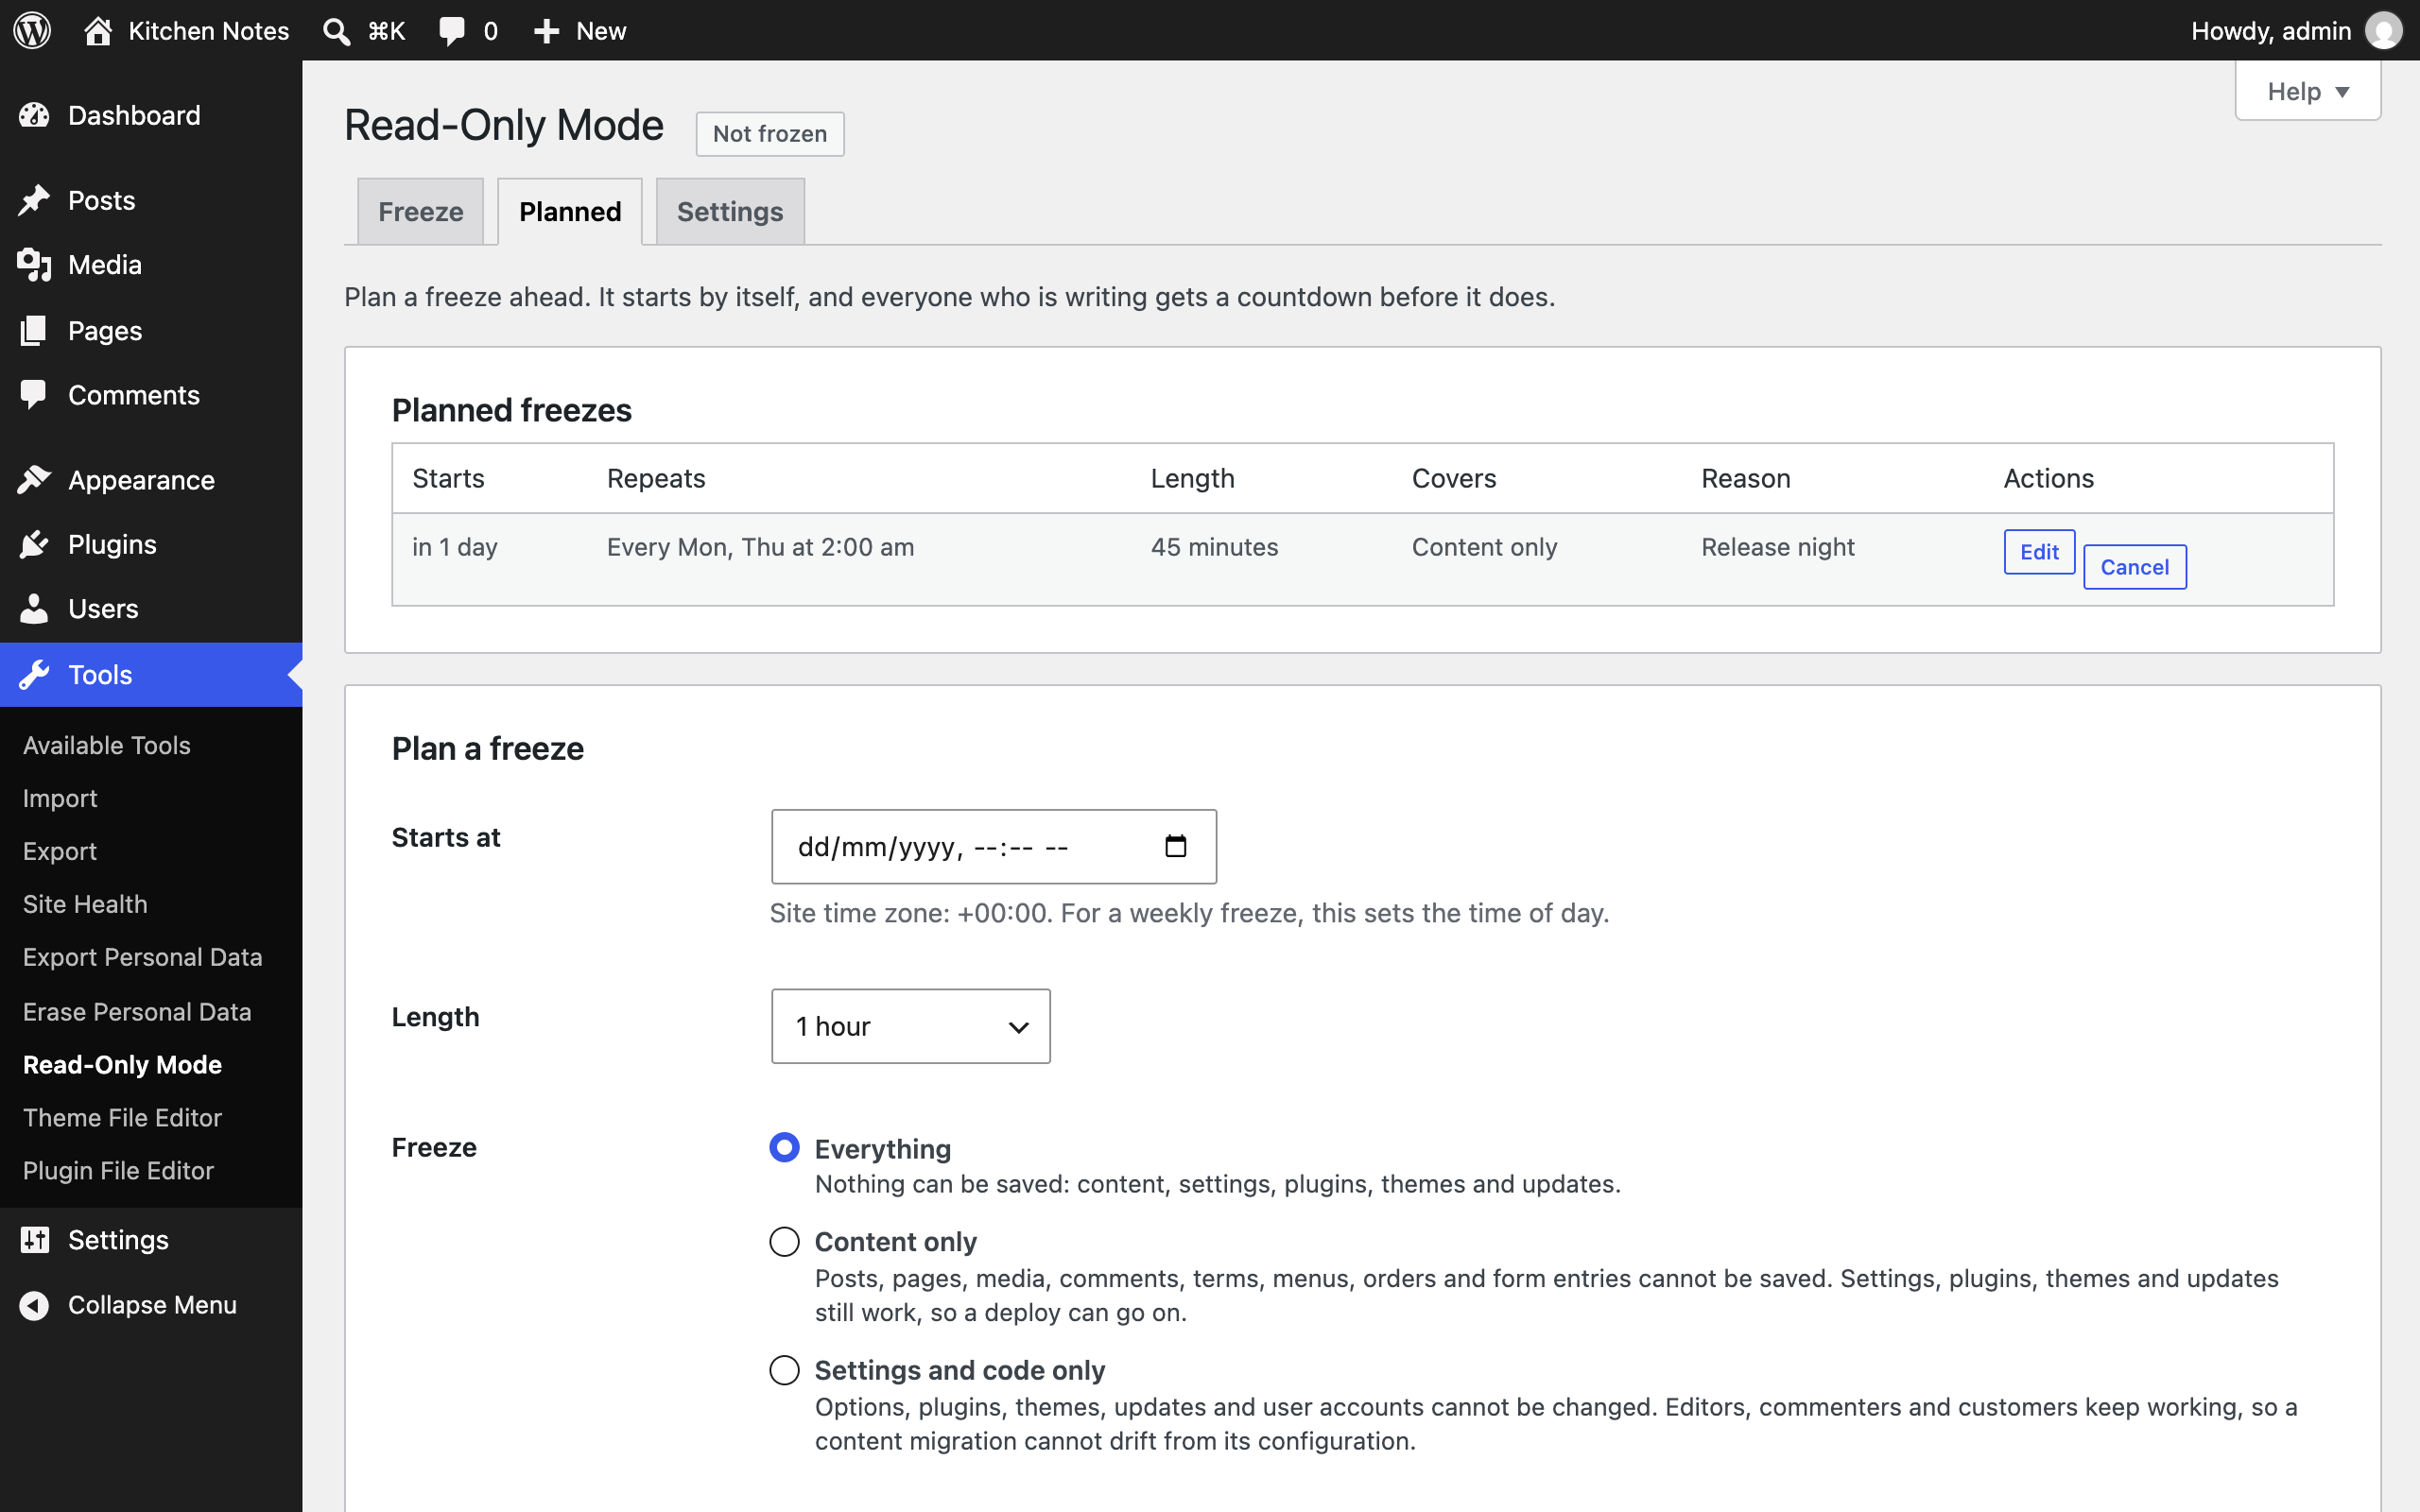 Kitchen Notes
⌘K
0
New
Howdy, admin
Dashboard
Posts
Media
Pages
Comments
Appearance
Plugins
Users
Tools
Available Tools
Import
Export
Site Health
Export Personal Data
Erase Personal Data
Read-Only Mode
Theme File Editor
Plugin File Editor
Settings
Collapse Menu
Help
Read-Only Mode
Not frozen
Freeze
Planned
Settings
Plan a freeze ahead. It starts by itself, and everyone who is writing gets a countdown before it does.
Planned freezes
Starts Repeats Length Covers Reason Actions
in 1 day Every Mon, Thu at 2:00 am 45 minutes Content only Release night Edit Cancel
Plan a freeze
Starts at
dd/mm/yyyy, --:-- --
Site time zone: +00:00. For a weekly freeze, this sets the time of day.
Length
1 hour
Freeze
Everything
Nothing can be saved: content, settings, plugins, themes and updates.
Content only
Posts, pages, media, comments, terms, menus, orders and form entries cannot be saved. Settings, plugins, themes and updates
still work, so a deploy can go on.
Settings and code only
Options, plugins, themes, updates and user accounts cannot be changed. Editors, commenters and customers keep working, so a
content migration cannot drift from its configuration.